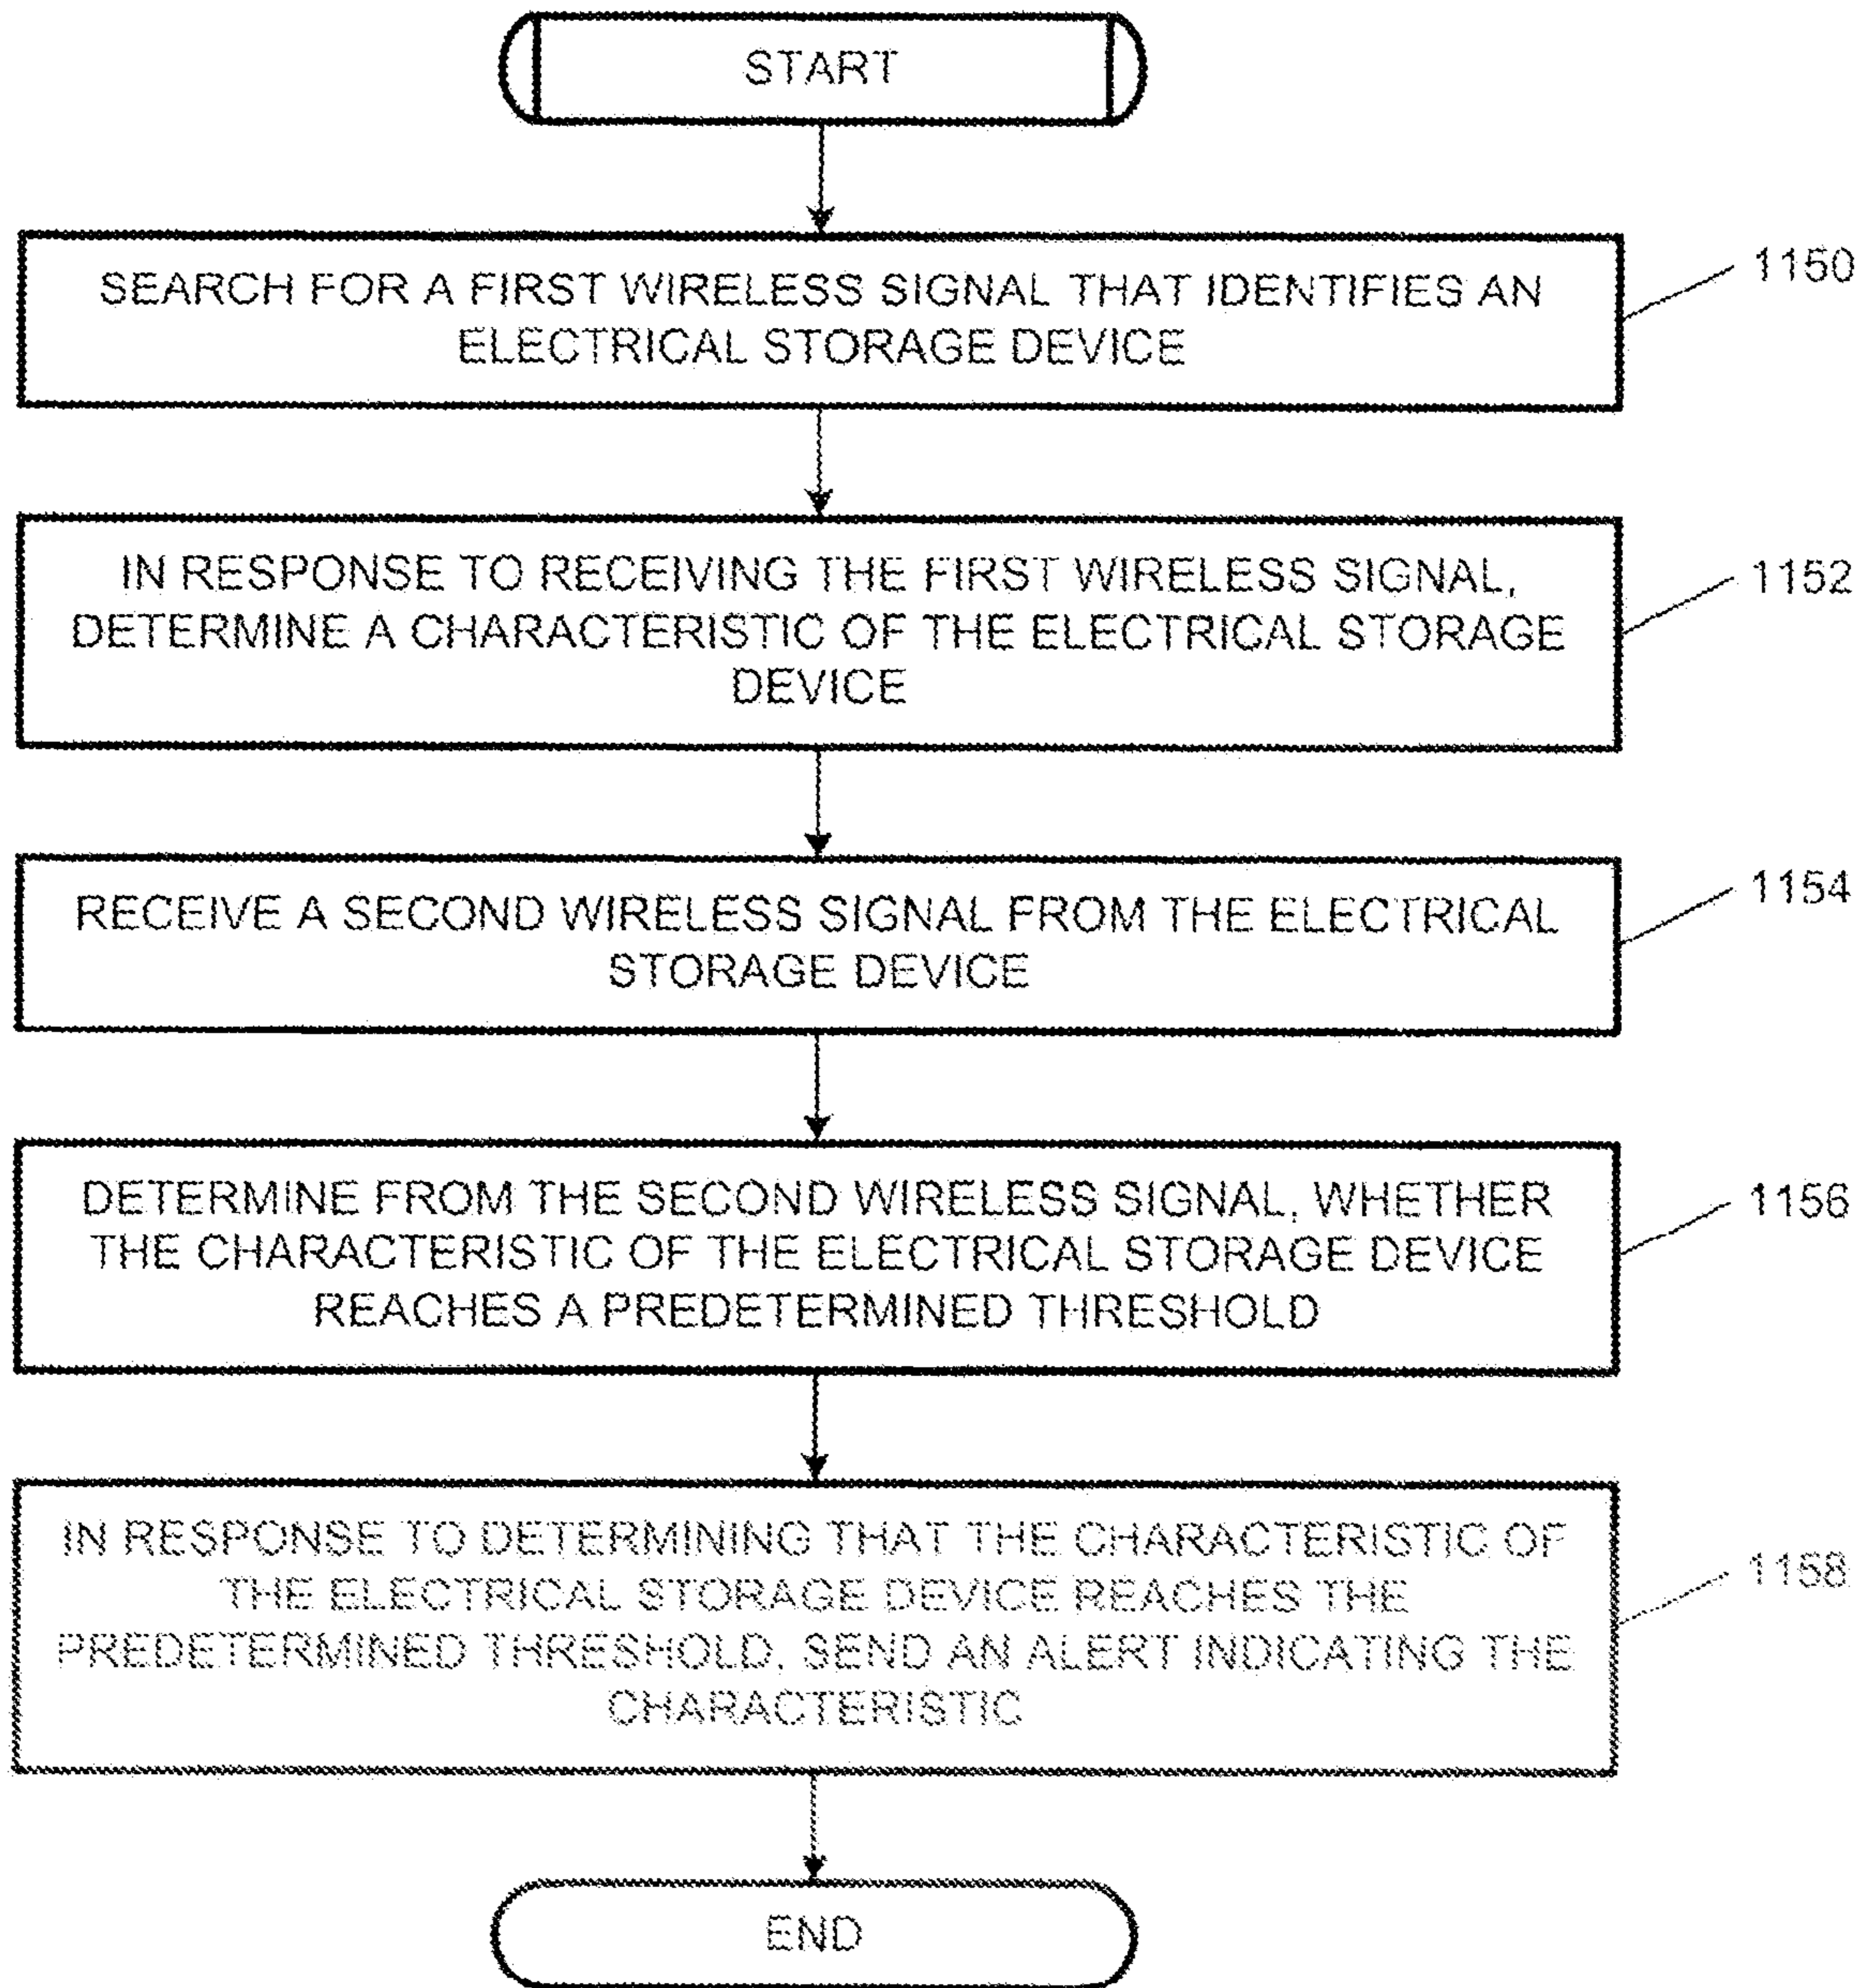 START
SEARCH FOR A FIRST WIRELESS SIGNAL THAT IDENTIFIES AN
ELECTRICAL STORAGE DEVICE
1150
IN RESPONSE TO RECEIVING THE FIRST WIRELESS SIGNAL,
DETERMINE A CHARACTERISTIC OF THE ELECTRICAL STORAGE
DEVICE
1152
RECEIVE A SECOND WIRELESS SIGNAL FROM THE ELECTRICAL
STORAGE DEVICE
1154
DETERMINE FROM THE SECOND WIRELESS SIGNAL, WHETHER
THE CHARACTERISTIC OF THE ELECTRICAL STORAGE DEVICE
REACHES A PREDETERMINED THRESHOLD
1156
IN RESPONSE TO DETERMINING THAT THE CHARACTERISTIC OF
THE ELECTRICAL STORAGE DEVICE REACHES THE
PREDETERMINED THRESHOLD, SEND AN ALERT INDICATING THE
CHARACTERISTIC
1158
END